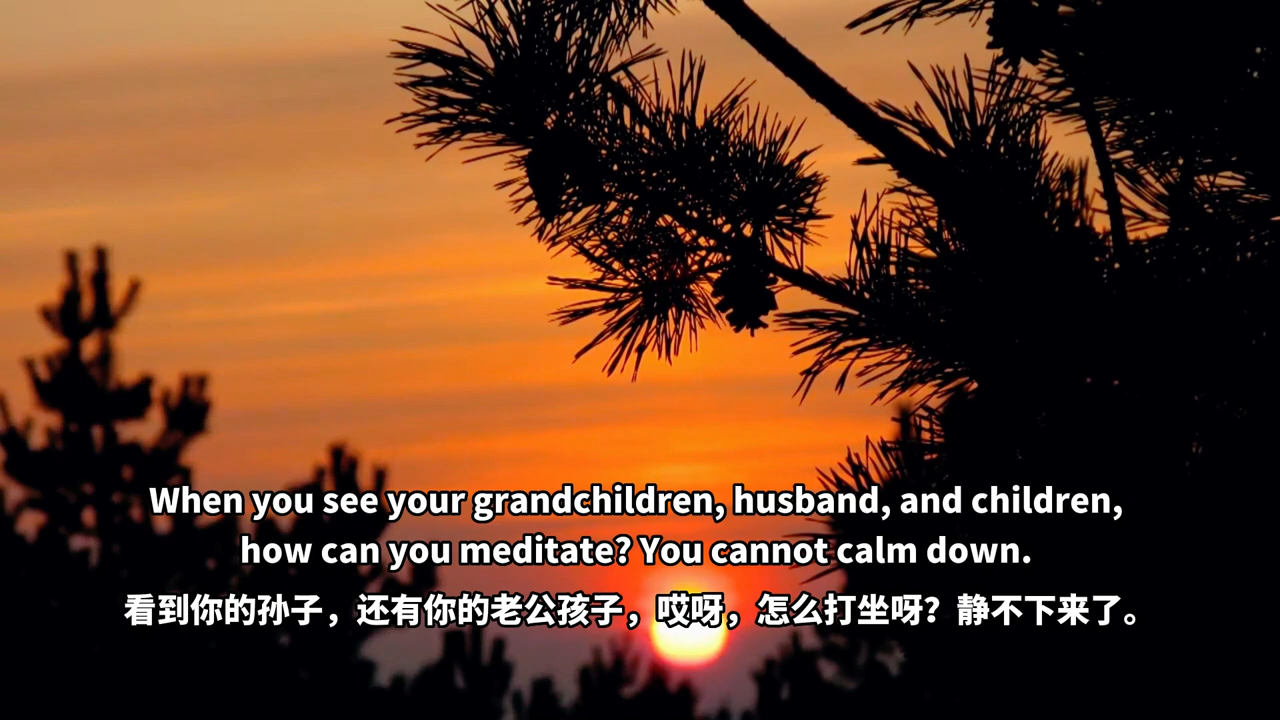 When you see your grandchildren, husband, and children,
how can you meditate? You cannot calm down.
看到你的孙子，还有你的老公孩子，哎呀，怎么打坐呀？静不下来了。